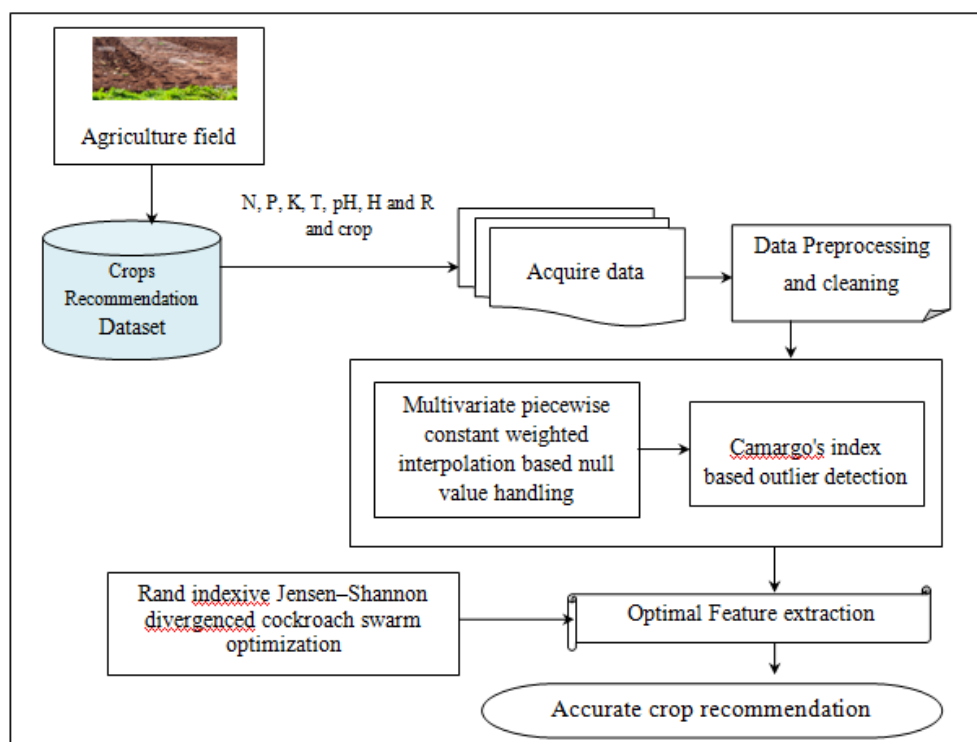 Agriculture field
N, P, K, T, pH, H and R
and crop
Crops
Recommendation
Dataset
Acquire data
Data Preprocessing
and cleaning
Multivariate piecewise
constant weighted
interpolation based null
value handling
Camargo's index
based outlier detection
Rand indexive Jensen–Shannon
divergenced cockroach swarm
optimization
Optimal Feature extraction
Accurate crop recommendation